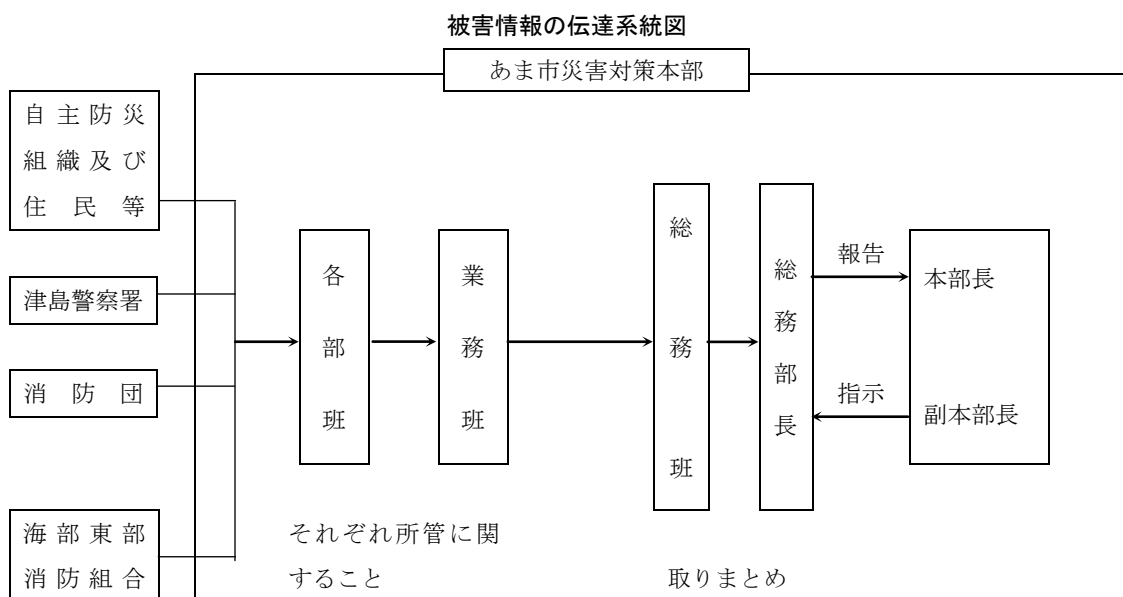 被害情報の伝達系統図
あま市災害対策本部
自主防災
組織及び
住民等
津島警察署
消防団
海部東部
消防組合
各部班
業務班
総務班
総務部長
報告
指示
本部長
副本部長
それぞれ所管に関
すること
取りまとめ